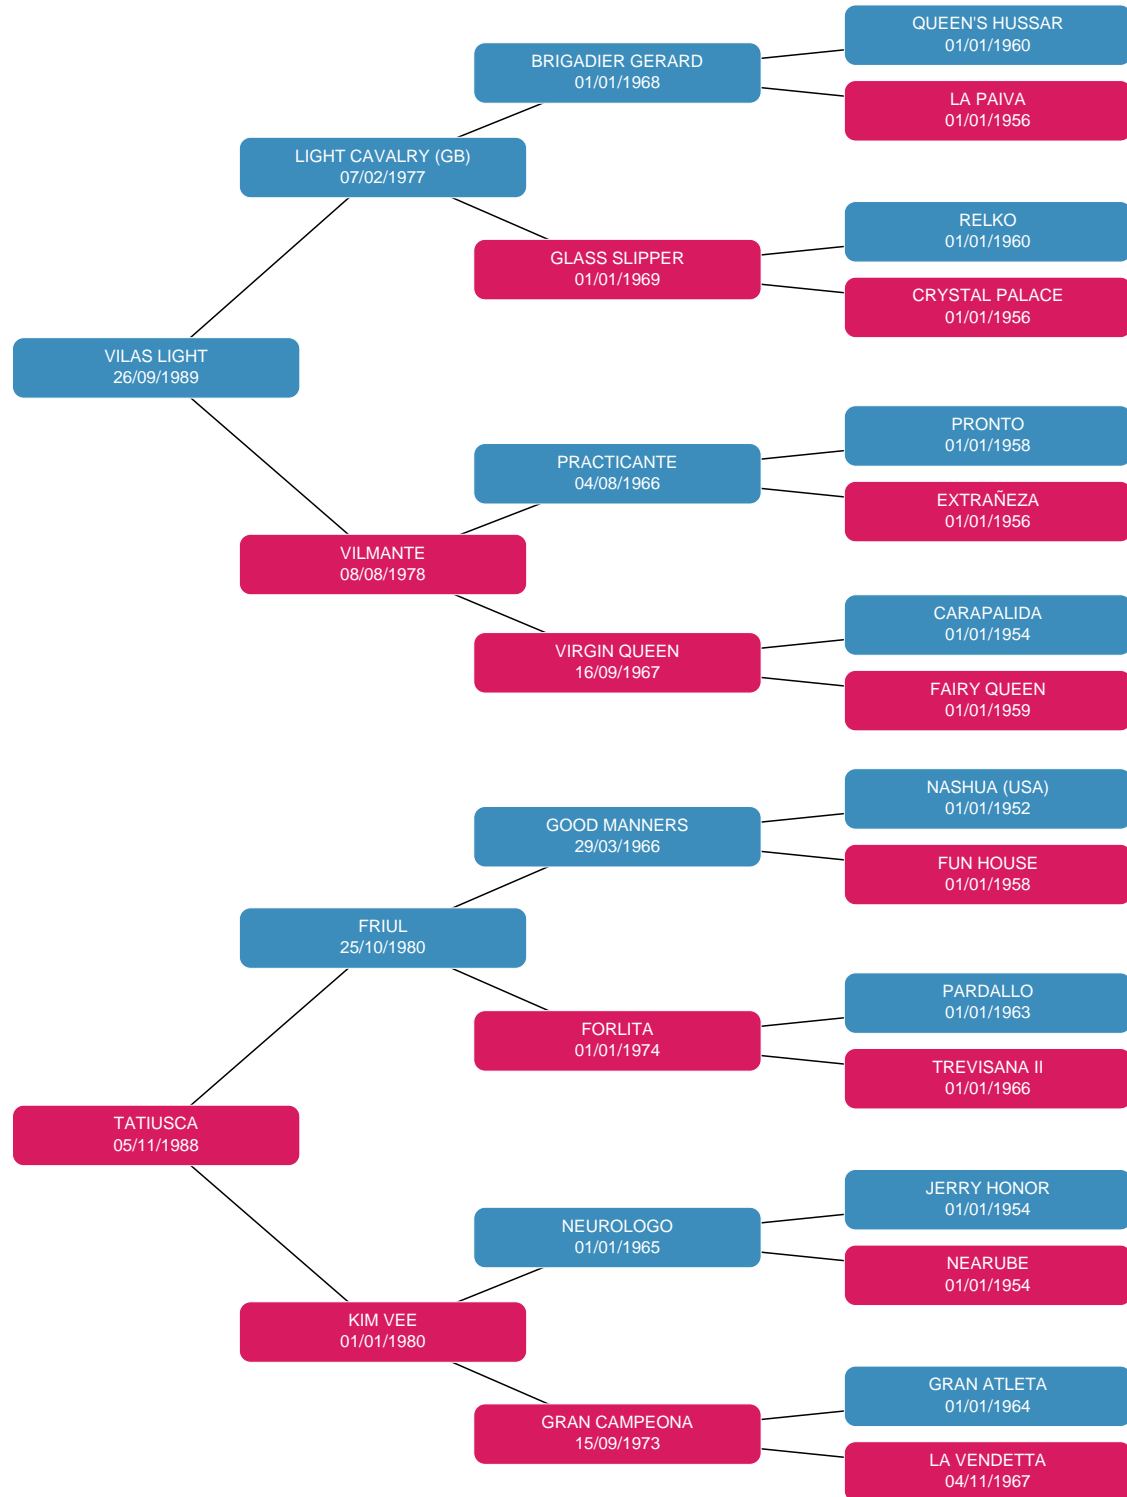 QUEEN'S HUSSAR
01/01/1960
BRIGADIER GERARD
01/01/1968
LA PAIVA
01/01/1956
LIGHT CAVALRY (GB)
07/02/1977
RELKO
01/01/1960
GLASS SLIPPER
01/01/1969
CRYSTAL PALACE
01/01/1956
VILAS LIGHT
26/09/1989
PRONTO
01/01/1958
PRACTICANTE
04/08/1966
EXTRAÑEZA
01/01/1956
VILMANTE
08/08/1978
CARAPALIDA
01/01/1954
VIRGIN QUEEN
16/09/1967
FAIRY QUEEN
01/01/1959
NASHUA (USA)
01/01/1952
GOOD MANNERS
29/03/1966
FUN HOUSE
01/01/1958
FRIUL
25/10/1980
PARDALLO
01/01/1963
FORLITA
01/01/1974
TREVISANA II
01/01/1966
TATIUSCA
05/11/1988
JERRY HONOR
01/01/1954
NEUROLOGO
01/01/1965
NEARUBE
01/01/1954
KIM VEE
01/01/1980
GRAN ATLETA
01/01/1964
GRAN CAMPEONA
15/09/1973
LA VENDETTA
04/11/1967